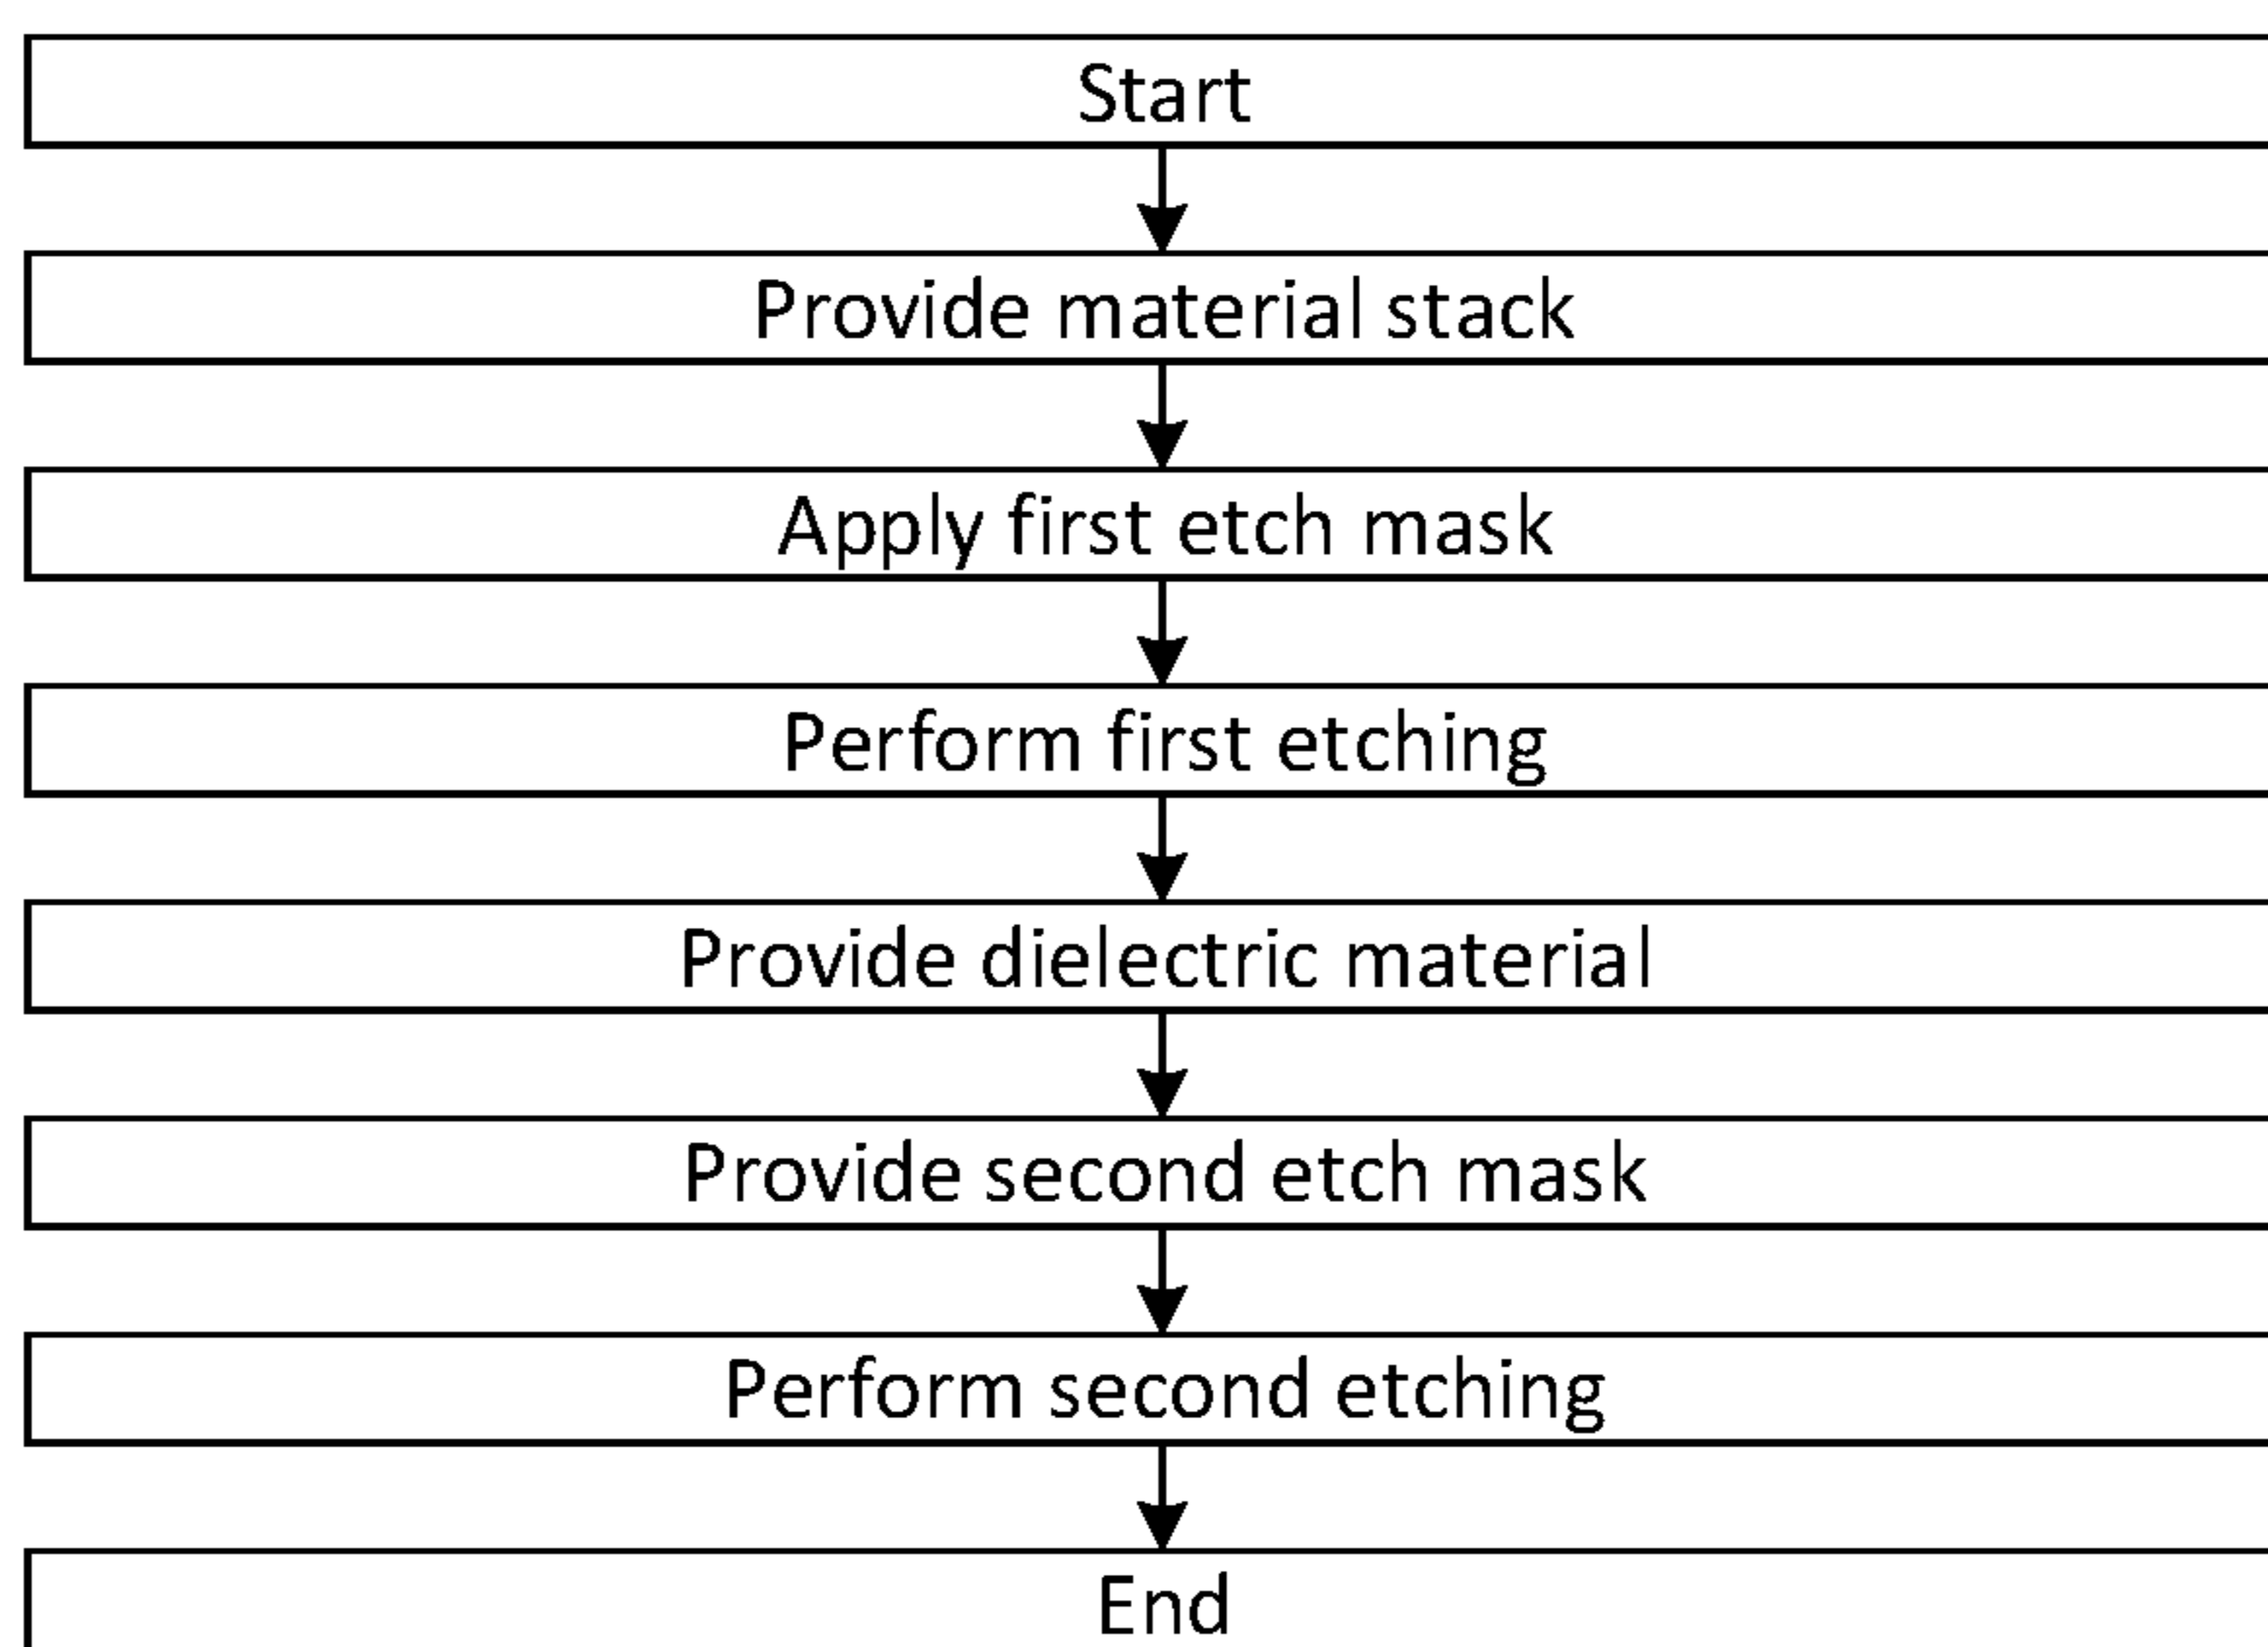 Start
Provide material stack
Apply first etch mask
Perform first etching
Provide dielectric material
Provide second etch mask
Perform second etching
End